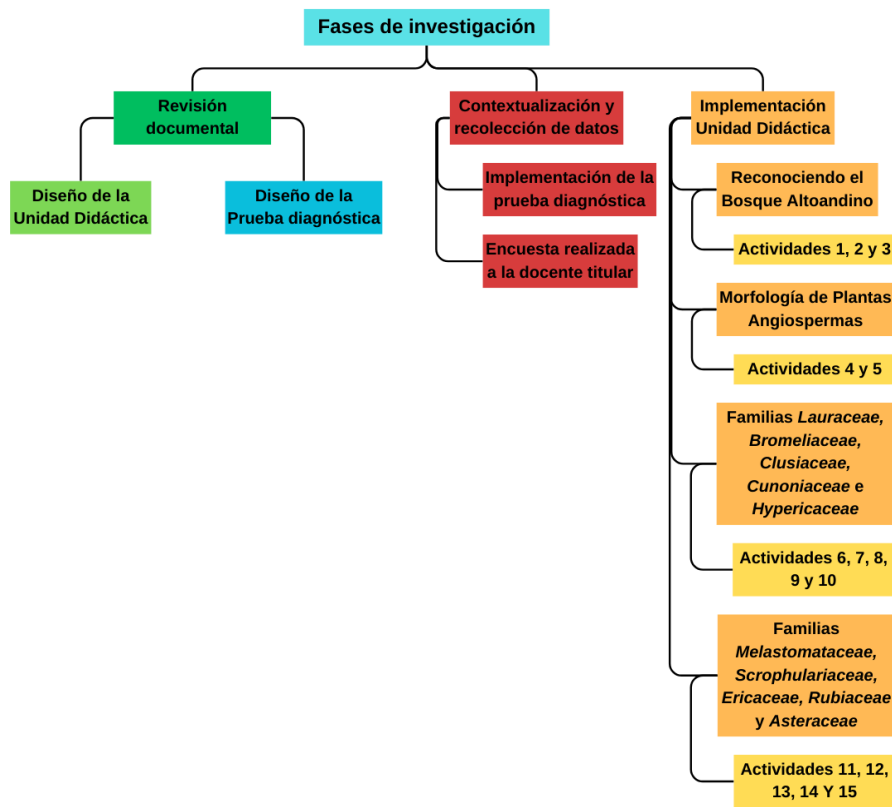 Fases de investigación
Revisión
documental
Diseño de la
Unidad Didáctica
Diseño de la
Prueba diagnóstica
Contextualización y
recolección de datos
Implementación de la
prueba diagnóstica
Encuesta realizada
a la docente titular
Implementación
Unidad Didáctica
Reconociendo el
Bosque Altoandino
Actividades 1, 2 y 3
Morfología de Plantas
Angiospermas
Actividades 4 y 5
Familias Lauraceae,
Bromeliaceae,
Clusiaceae,
Cunoniaceae e
Hypericaceae
Actividades 6, 7, 8,
9 y 10
Familias
Melastomataceae,
Scrophulariaceae,
Ericaceae, Rubiaceae
y Asteraceae
Actividades 11, 12,
13, 14 Y 15